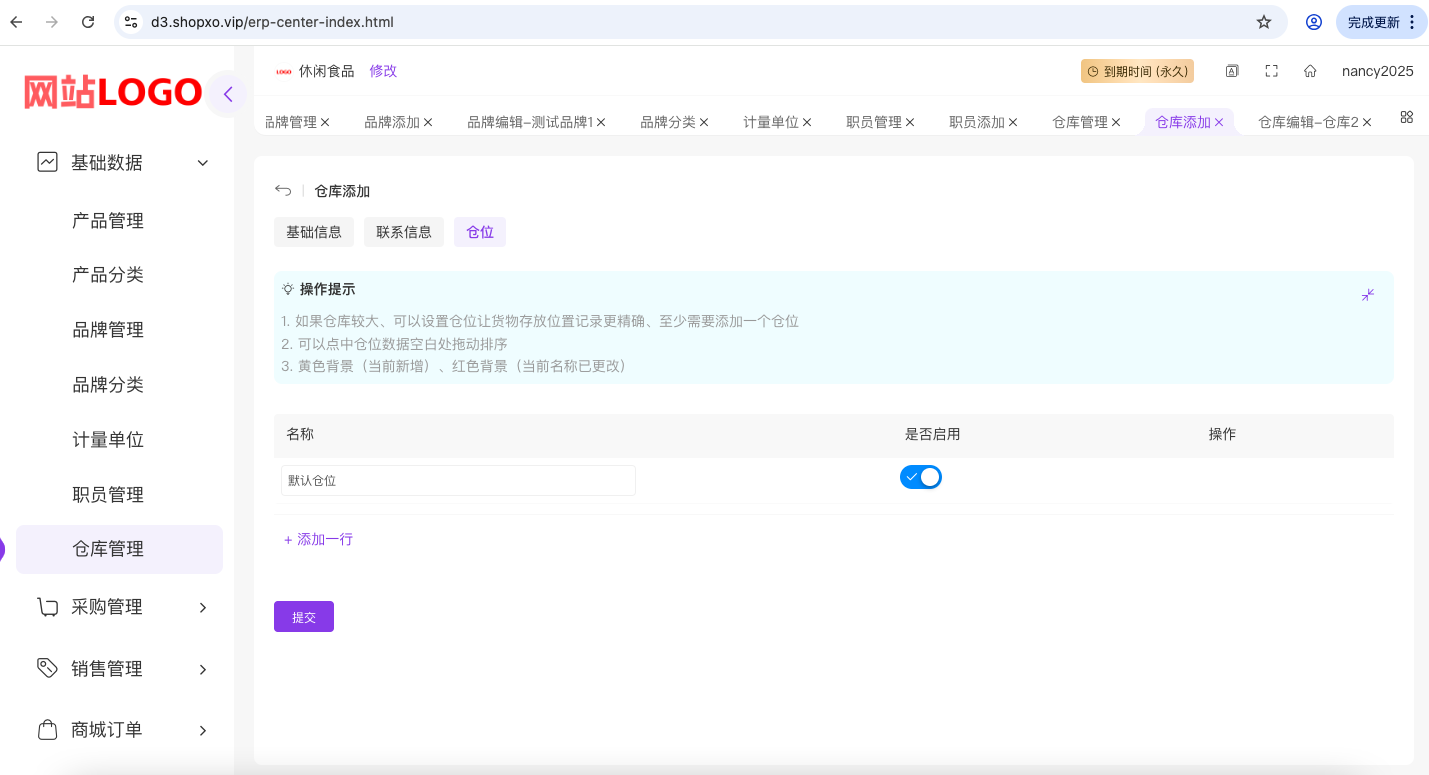 d3.shopxo.vip/erp-center-index.html
完成更新
网站LOGO
LOGO 休闲食品 修改
到期时间 (永久)
nancy2025
品牌管理 品牌添加 品牌编辑-测试品牌1 品牌分类 计量单位 职员管理 职员添加 仓库管理 仓库添加 仓库编辑-仓库2
基础数据
产品管理
产品分类
品牌管理
品牌分类
计量单位
职员管理
仓库管理
采购管理
销售管理
商城订单
仓库添加
基础信息 联系信息 仓位
操作提示
1. 如果仓库较大、可以设置仓位让货物存放位置记录更精确、至少需要添加一个仓位
2. 可以点中仓位数据空白处拖动排序
3. 黄色背景（当前新增）、红色背景（当前名称已更改）
名称 是否启用 操作
默认仓位
+ 添加一行
提交